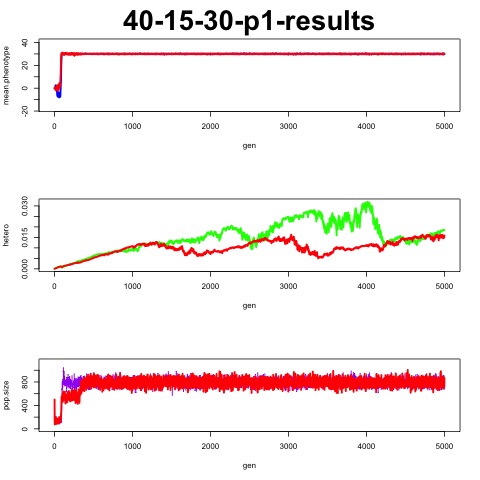 40-15-30-p1-results
mean.phenotype
-20
0
20
40
0 1000 2000 3000 4000 5000
gen
hetero
0.000
0.015
0.030
0 1000 2000 3000 4000 5000
gen
pop.size
0
400
800
0 1000 2000 3000 4000 5000
gen